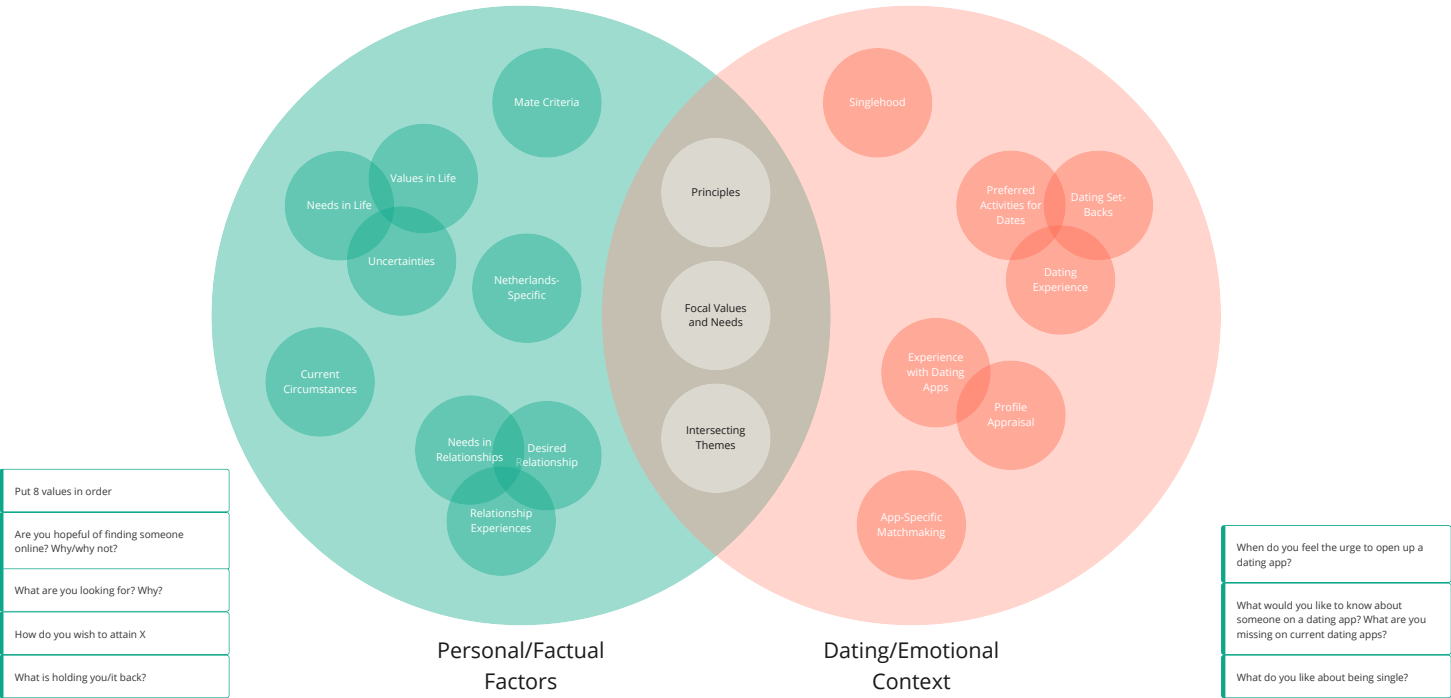 Mate Criteria
Values in Life
Needs in Life
Uncertainties
Netherlands-
Specific
Current
Circumstances
Needs in
Relationships
Desired
Relationship
Relationship
Experiences
Principles
Focal Values
and Needs
Intersecting
Themes
Singlehood
Preferred
Activities for
Dates
Dating Set-
Backs
Dating
Experience
Experience
with Dating
Apps
Profile
Appraisal
App-Specific
Matchmaking
Put 8 values in order
Are you hopeful of finding someone
online? Why/why not?
What are you looking for? Why?
How do you wish to attain X
What is holding you/it back?
Personal/Factual
Factors
Dating/Emotional
Context
When do you feel the urge to open up a
dating app?
What would you like to know about
someone on a dating app? What are you
missing on current dating apps?
What do you like about being single?